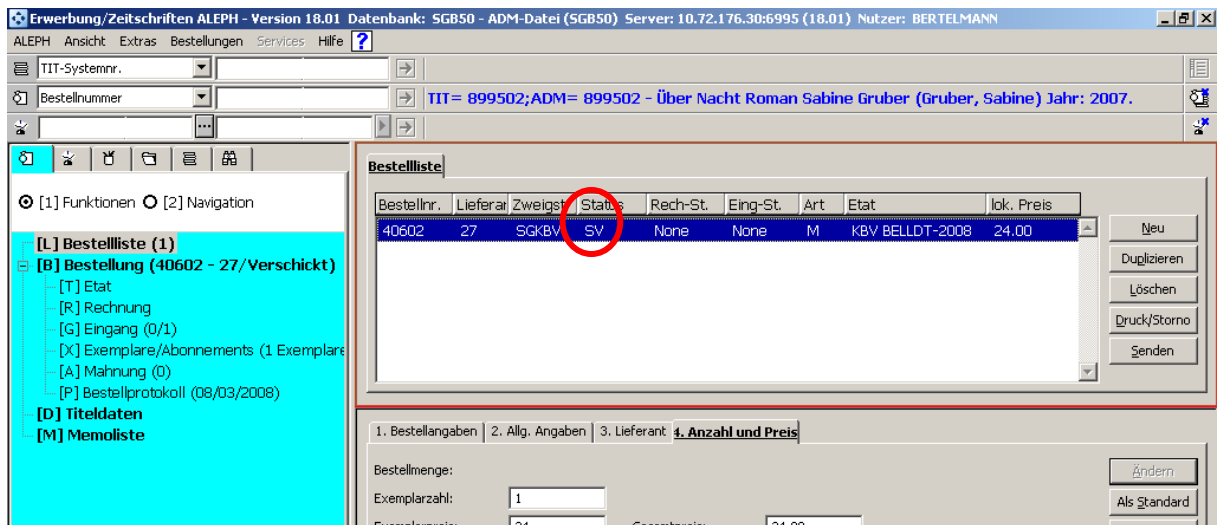 Erwerbung/Zeitschriften ALEPH - Version 18.01 Datenbank: SGB50 - ADM-Datei (SGB50) Server: 10.72.176.30:6995 (18.01) Nutzer: BERTELMANN
ALEPH Ansicht Extras Bestellungen Services Hilfe ?
TIT-Systemnr.
Bestellnummer TIT= 899502;ADM= 899502 - Über Nacht Roman Sabine Gruber (Gruber, Sabine) Jahr: 2007.
...
[1] Funktionen [2] Navigation
[L] Bestellliste (1)
[B] Bestellung (40602 - 27/Verschickt)
[T] Etat
[R] Rechnung
[G] Eingang (0/1)
[X] Exemplare/Abonnements (1 Exemplare
[A] Mahnung (0)
[P] Bestellprotokoll (08/03/2008)
[D] Titeldaten
[M] Memoliste
Bestellliste
Bestellnr. Lieferar Zweigst Status Rech-St. Eing-St. Art Etat lok. Preis
40602 27 SGKBV SV None None M KBV BELLDT-2008 24.00
Neu
Duplizieren
Löschen
Druck/Storno
Senden
1. Bestellangaben 2. Allg. Angaben 3. Lieferant 4. Anzahl und Preis
Bestellmenge:
Ändern
Exemplarzahl: 1
Als Standard